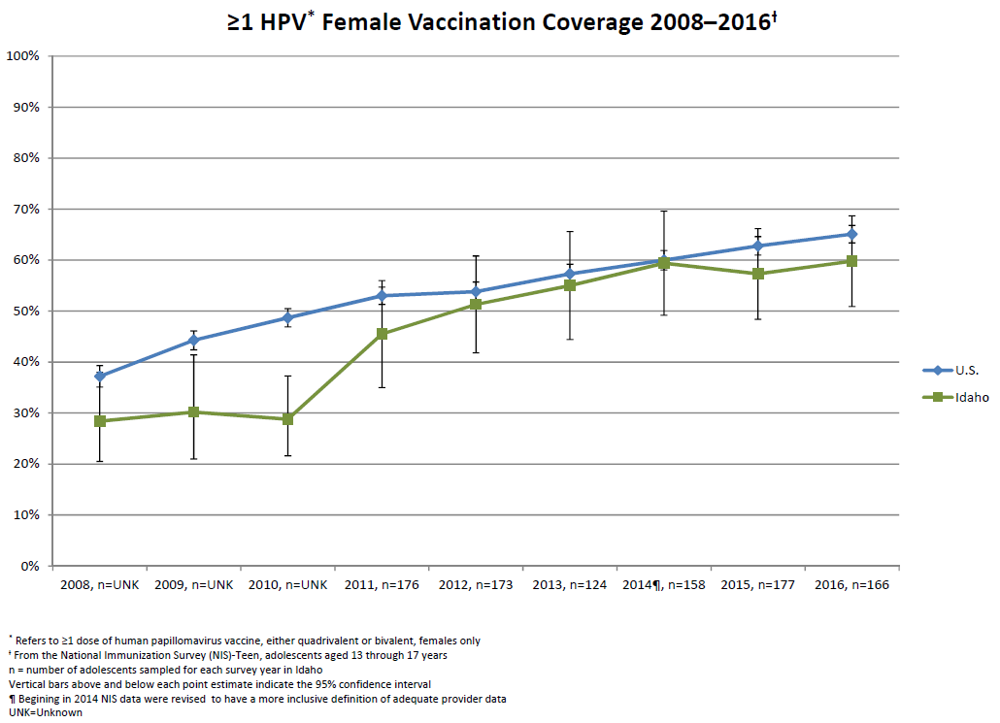 ≥1 HPV* Female Vaccination Coverage 2008–2016ƚ
100%
90%
80%
70%
60%
50%
40%
30%
20%
10%
0%
2008, n=UNK 2009, n=UNK 2010, n=UNK 2011, n=176 2012, n=173 2013, n=124 2014¶, n=158 2015, n=177 2016, n=166
U.S.
Idaho
* Refers to ≥1 dose of human papillomavirus vaccine, either quadrivalent or bivalent, females only
ƚ From the National Immunization Survey (NIS)-Teen, adolescents aged 13 through 17 years
n = number of adolescents sampled for each survey year in Idaho
Vertical bars above and below each point estimate indicate the 95% confidence interval
¶ Begining in 2014 NIS data were revised to have a more inclusive definition of adequate provider data
UNK=Unknown